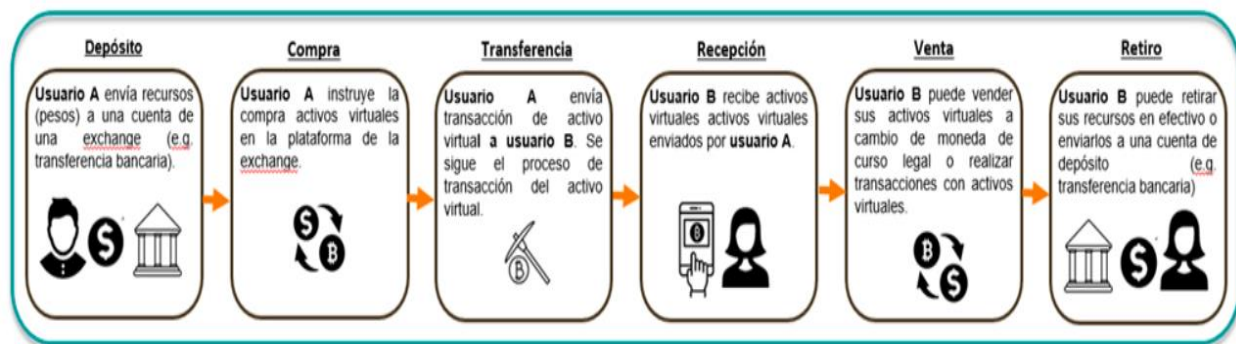 Depósito
Usuario A envía recursos
(pesos) a una cuenta de
una exchange (e.g.
transferencia bancaria).
Compra
Usuario A instruye la
compra activos virtuales
en la plataforma de la
exchange.
Transferencia
Usuario A envía
transacción de activo
virtual a usuario B. Se
sigue el proceso de
transacción del activo
virtual.
Recepción
Usuario B recibe activos
virtuales activos virtuales
enviados por usuario A.
Venta
Usuario B puede vender
sus activos virtuales a
cambio de moneda de
curso legal o realizar
transacciones con activos
virtuales.
Retiro
Usuario B puede retirar
sus recursos en efectivo o
enviarlos a una cuenta de
depósito (e.g.
transferencia bancaria)